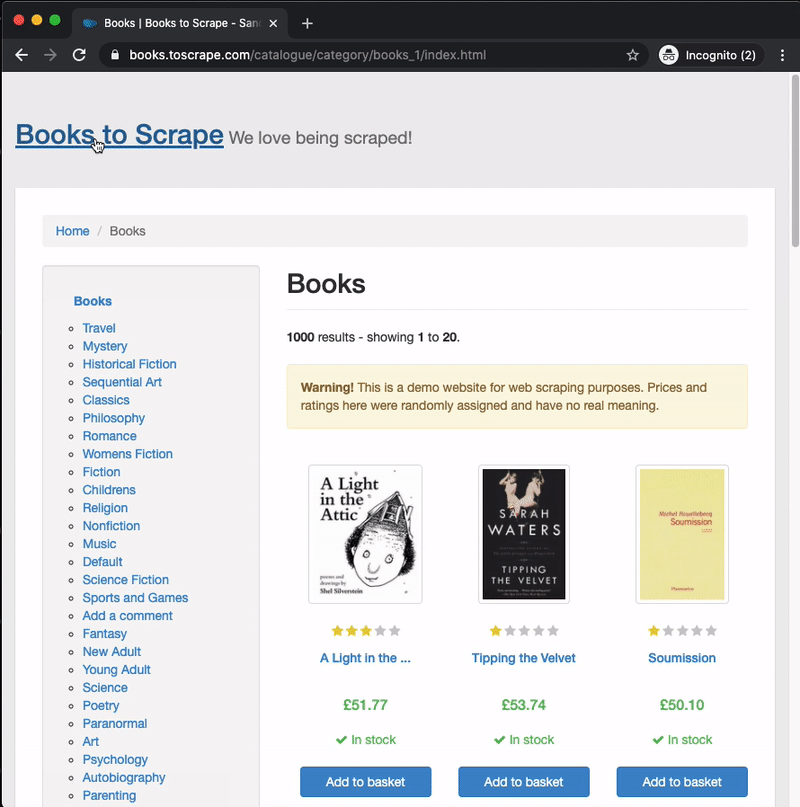 Books | Books to Scrape - San
books.toscrape.com/catalogue/category/books_1/index.html
Incognito (2)
Books to Scrape We love being scraped!
Home / Books
Books
Travel
Mystery
Historical Fiction
Sequential Art
Classics
Philosophy
Romance
Womens Fiction
Fiction
Childrens
Religion
Nonfiction
Music
Default
Science Fiction
Sports and Games
Add a comment
Fantasy
New Adult
Young Adult
Science
Poetry
Paranormal
Art
Psychology
Autobiography
Parenting
Books
1000 results - showing 1 to 20.
Warning! This is a demo website for web scraping purposes. Prices and
ratings here were randomly assigned and have no real meaning.
A Light
in the
Attic
poems and
drawings by
Shel Silverstein
A Light in the ...
£51.77
In stock
Add to basket
SARAH
WATERS
TIPPING
THE VELVET
Tipping the Velvet
£53.74
In stock
Add to basket
Michel Houellebecq
Soumission
Flammarion
Soumission
£50.10
In stock
Add to basket